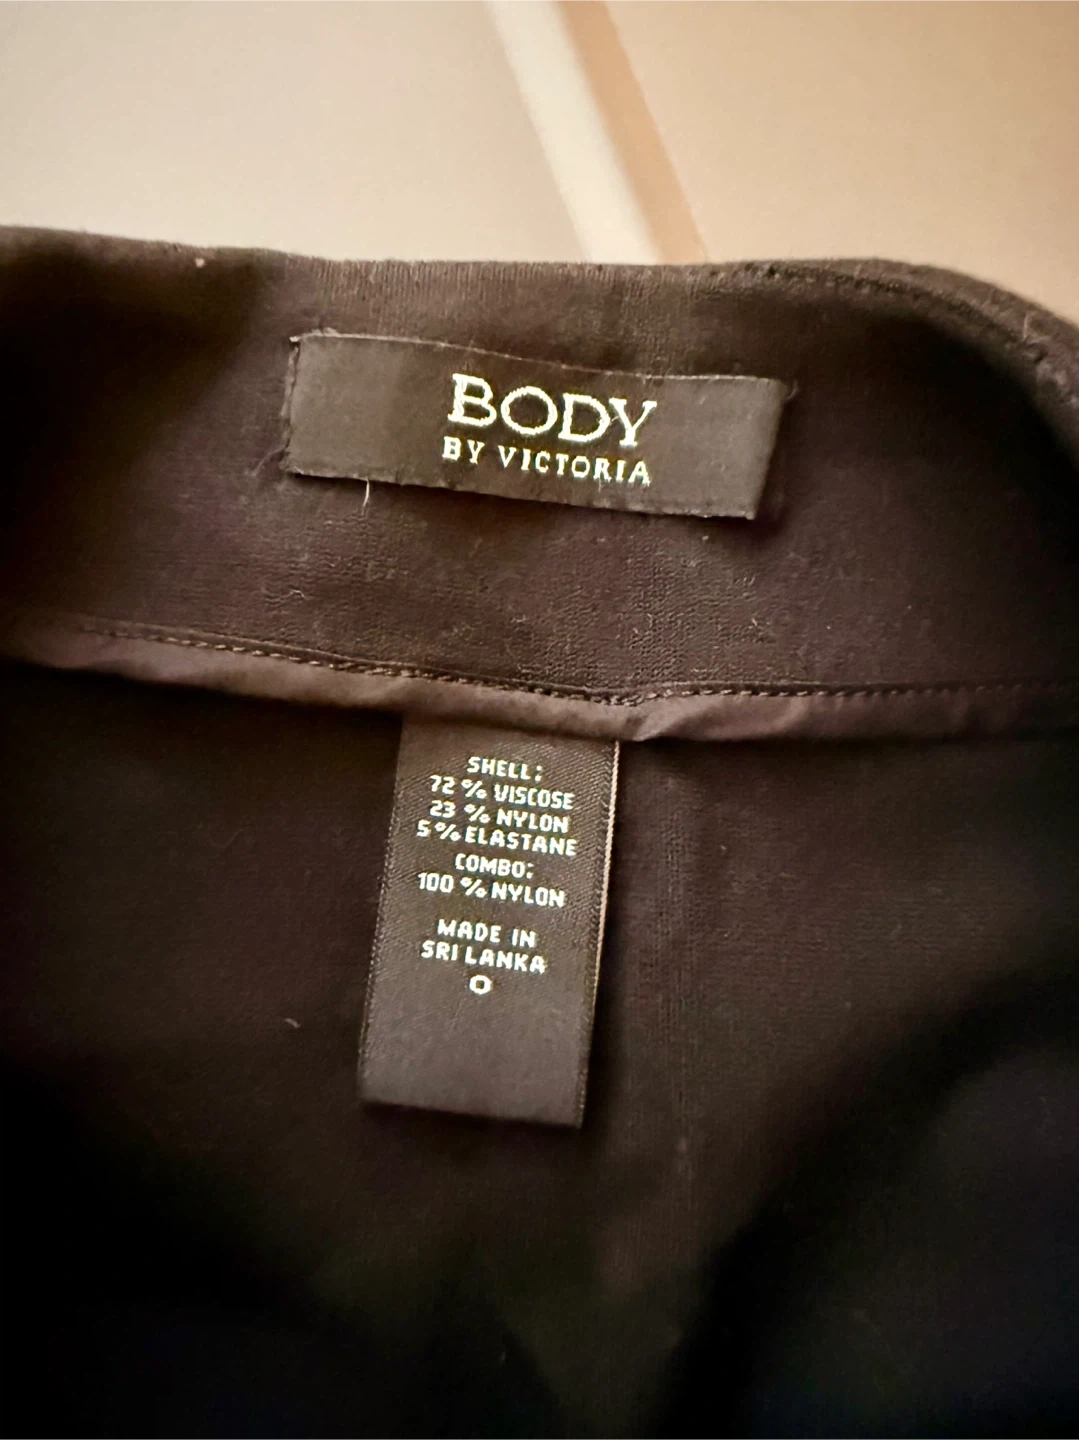 BODY
BY VICTORIA
SHELL:
72 % VISCOSE
23 % NYLON
5 % ELASTANE
COMBO:
100 % NYLON
MADE IN
SRI LANKA
0